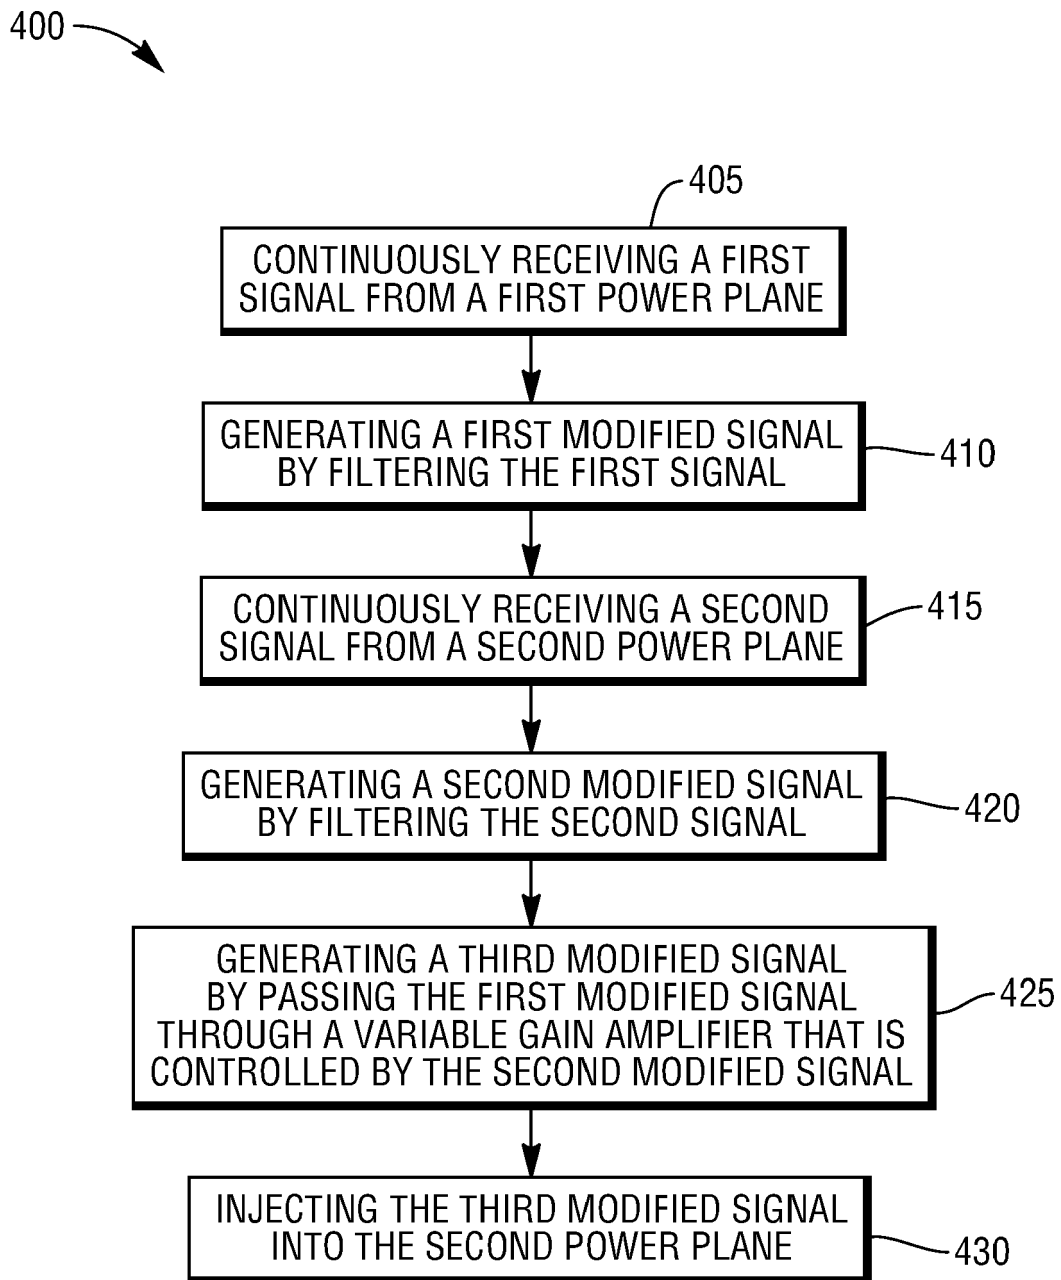 400
405
CONTINUOUSLY RECEIVING A FIRST
SIGNAL FROM A FIRST POWER PLANE
GENERATING A FIRST MODIFIED SIGNAL
BY FILTERING THE FIRST SIGNAL
410
CONTINUOUSLY RECEIVING A SECOND
SIGNAL FROM A SECOND POWER PLANE
415
GENERATING A SECOND MODIFIED SIGNAL
BY FILTERING THE SECOND SIGNAL
420
GENERATING A THIRD MODIFIED SIGNAL
BY PASSING THE FIRST MODIFIED SIGNAL
THROUGH A VARIABLE GAIN AMPLIFIER THAT IS
CONTROLLED BY THE SECOND MODIFIED SIGNAL
425
INJECTING THE THIRD MODIFIED SIGNAL
INTO THE SECOND POWER PLANE
430